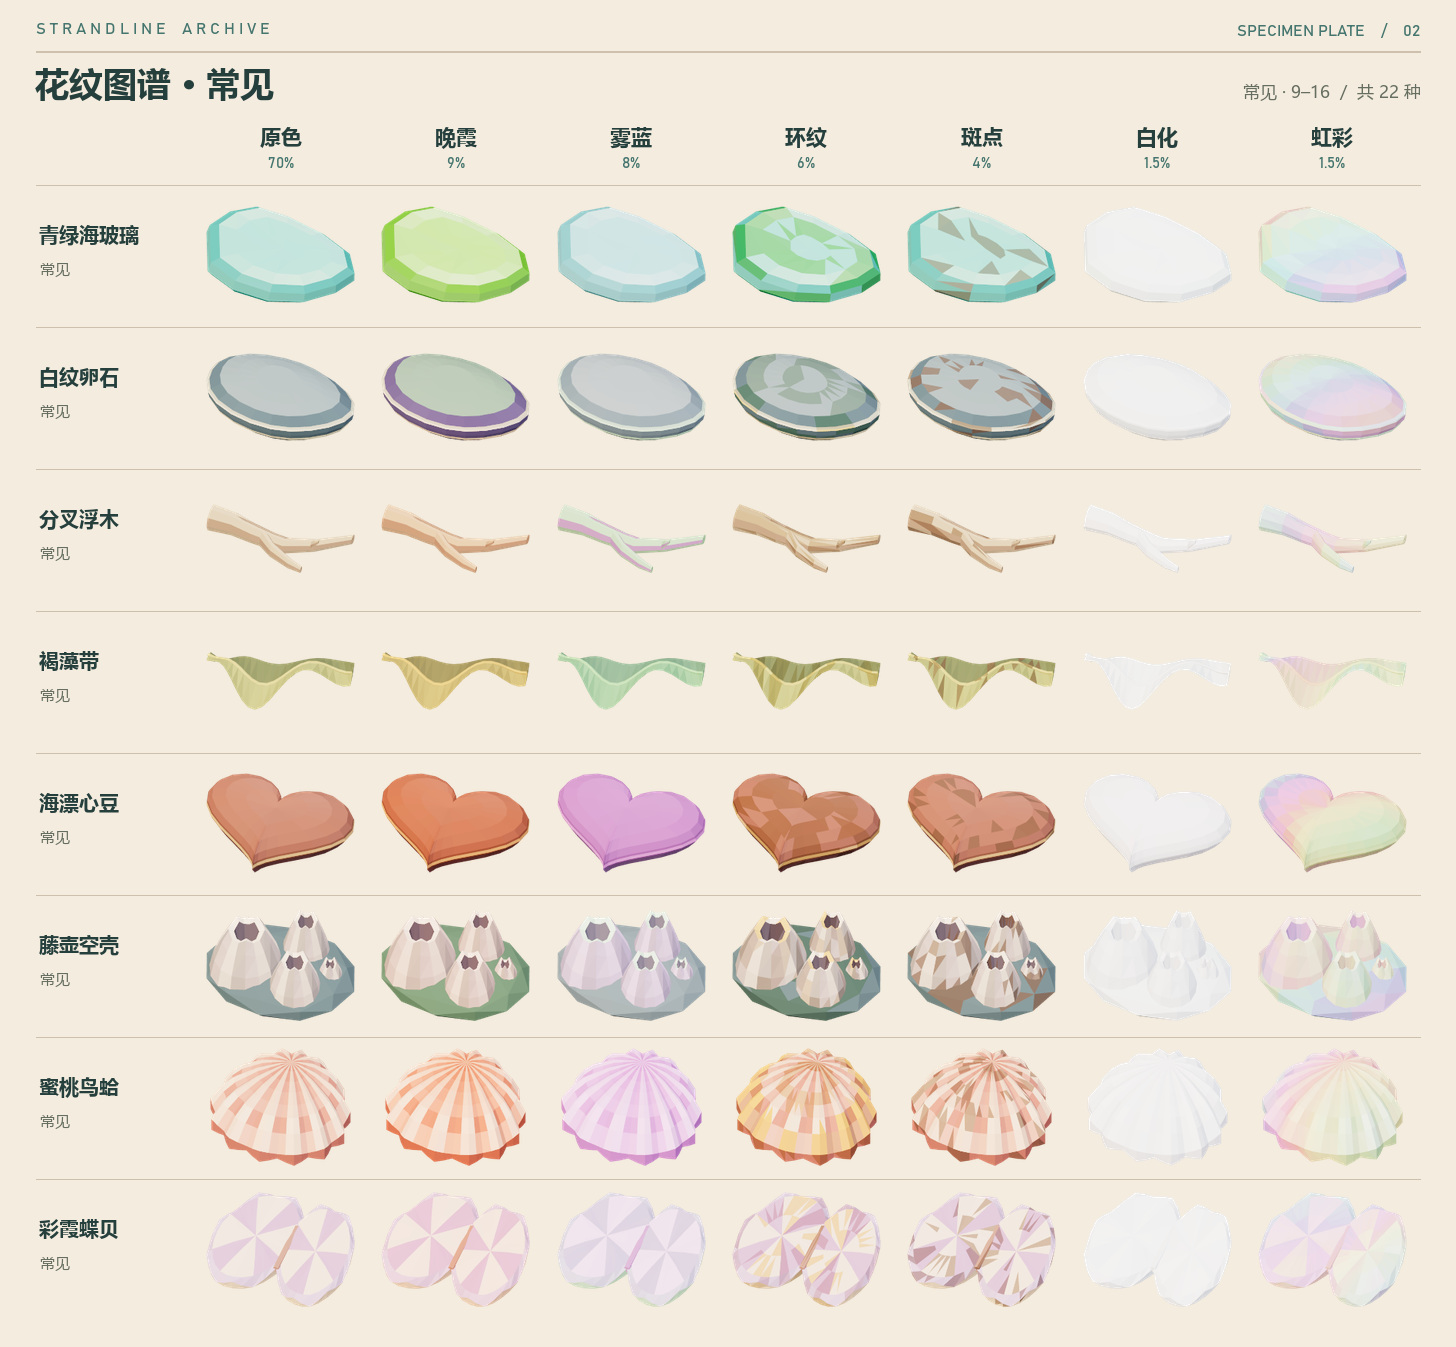 STRANDLINE ARCHIVE
SPECIMEN PLATE / 02
花纹图谱·常见
常见 · 9–16 / 共 22 种
原色 晚霞 雾蓝 环纹 斑点 白化 虹彩
70% 9% 8% 6% 4% 1.5% 1.5%
青绿海玻璃
常见
白纹卵石
常见
分叉浮木
常见
褐藻带
常见
海漂心豆
常见
藤壶空壳
常见
蜜桃鸟蛤
常见
彩霞蝶贝
常见